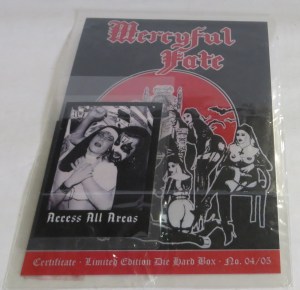 Mercyful
Fate
Access All Areas
Certificate - Limited Edition Die Hard Box - No. 04/05